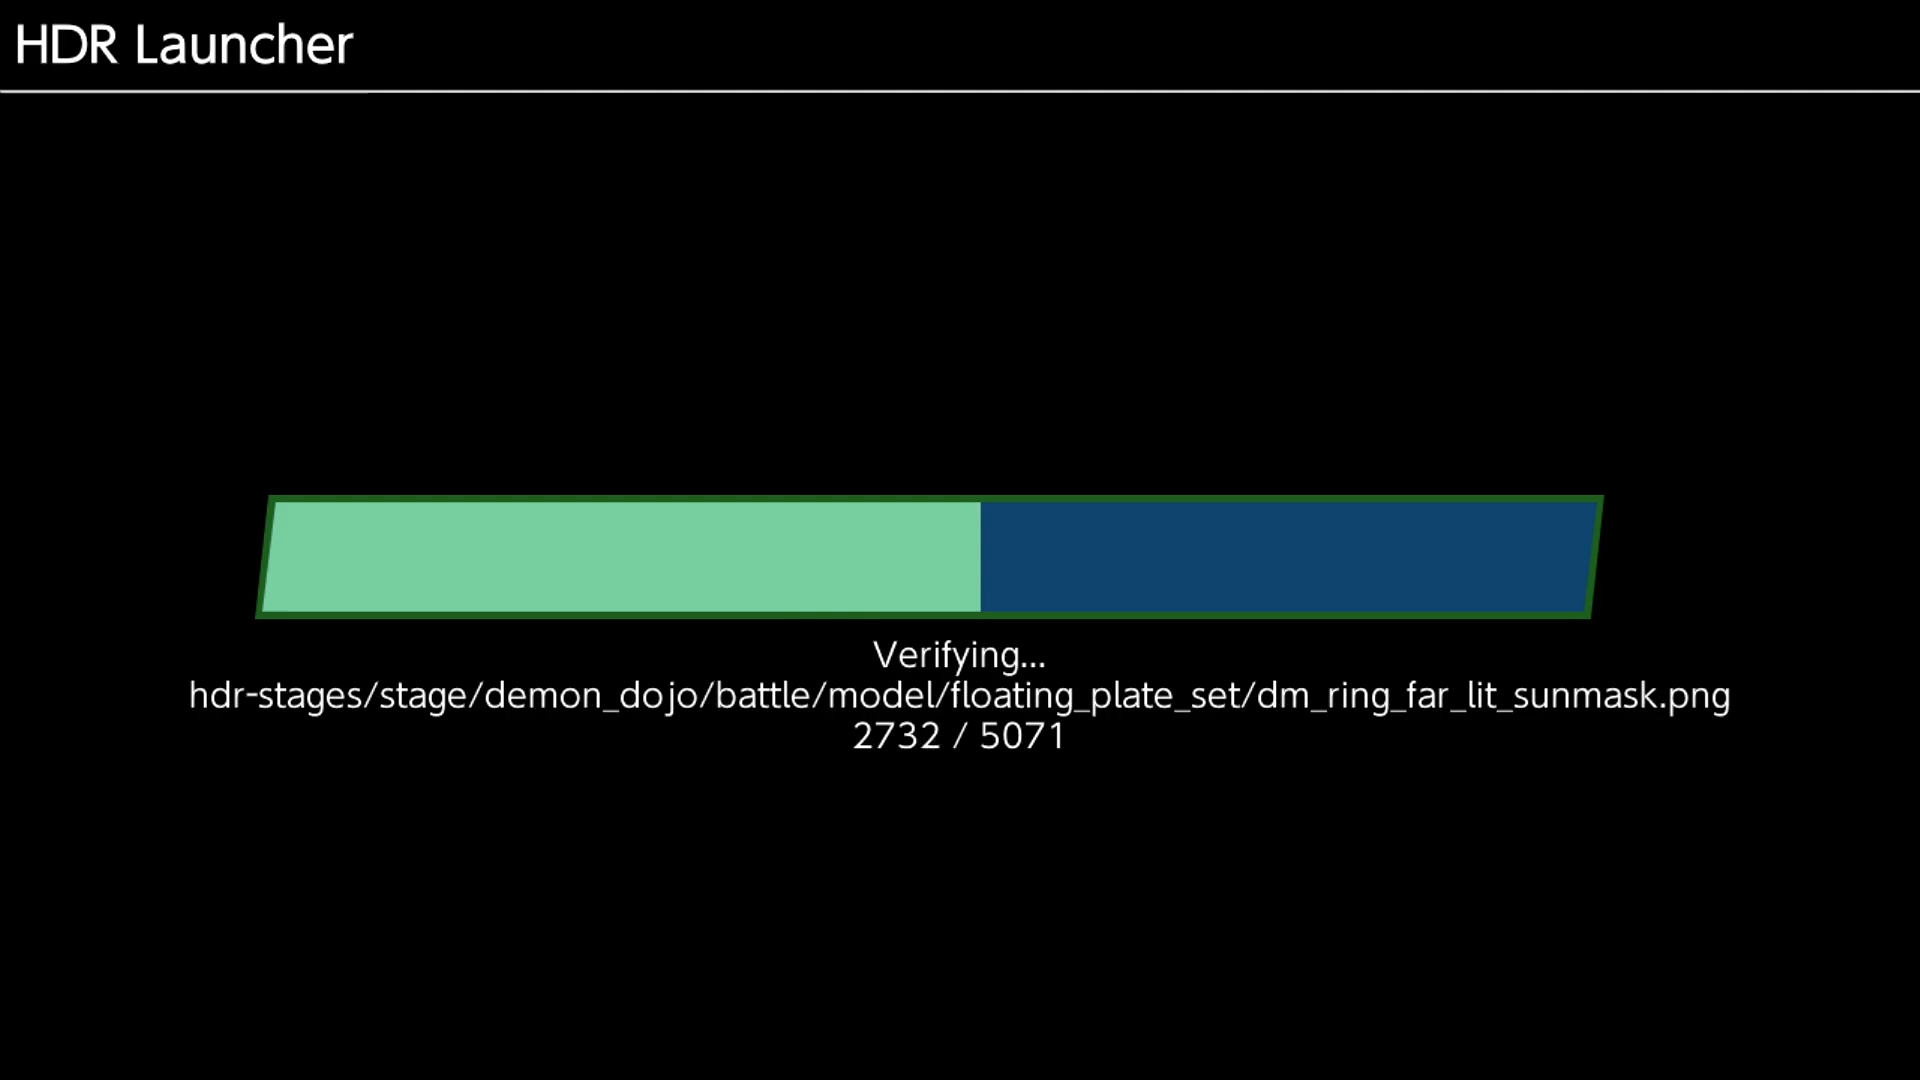 HDR Launcher
Verifying...
hdr-stages/stage/demon_dojo/battle/model/floating_plate_set/dm_ring_far_lit_sunmask.png
2732 / 5071